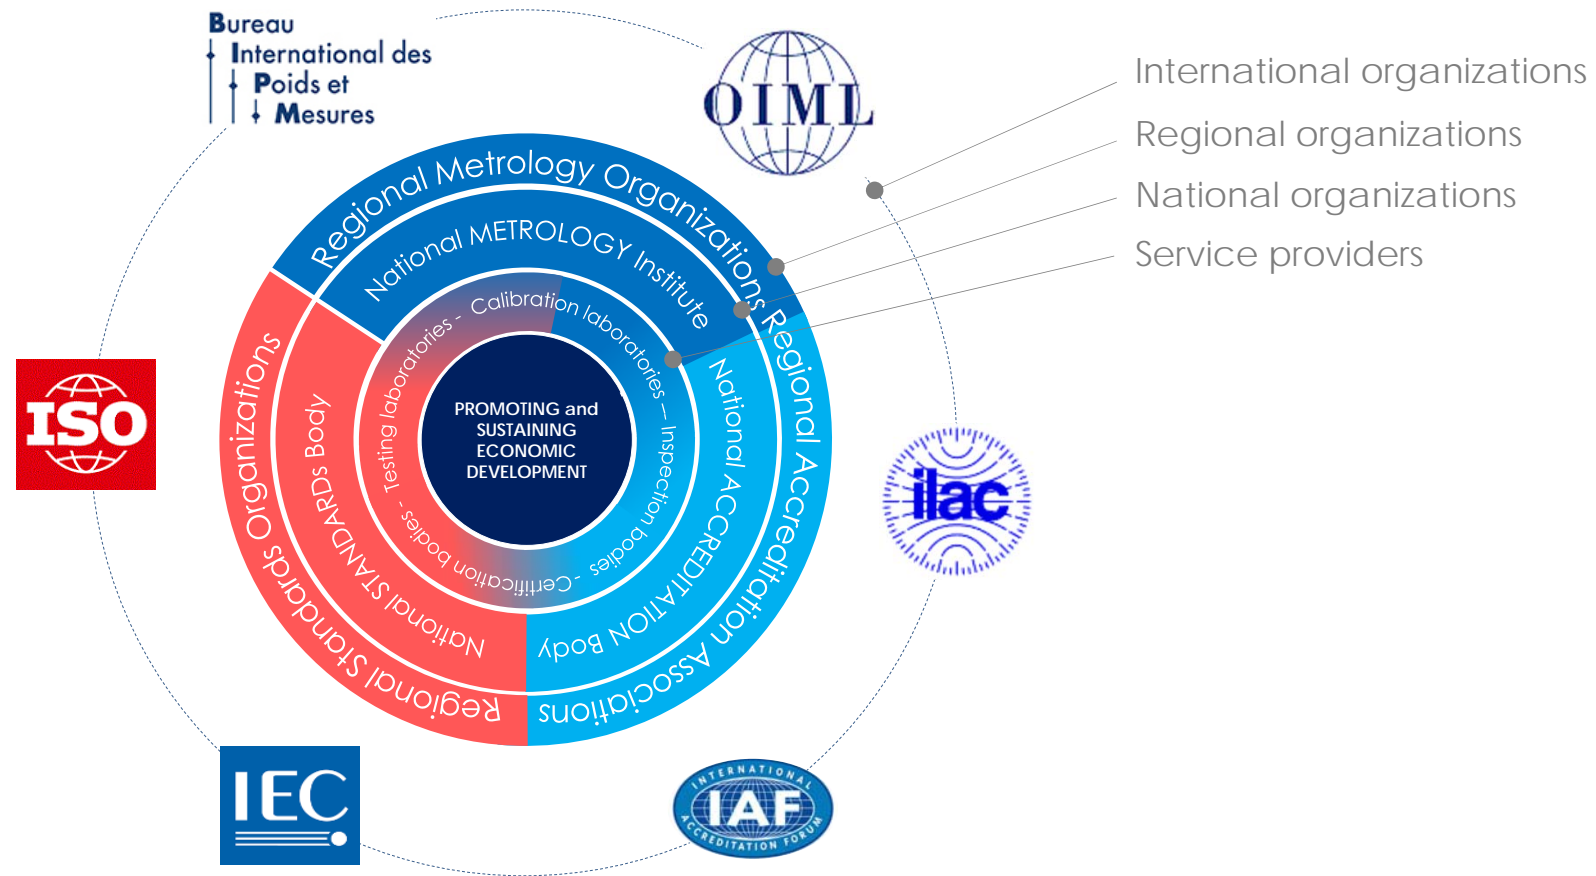 Bureau
International des
Poids et
Mesures
OIML
International organizations
Regional organizations
National organizations
Service providers
Regional Metrology Organizations
National METROLOGY Institute
Testing laboratories - Calibration laboratories — Inspection bodies - Certifification bodies -
PROMOTING and
SUSTAINING
ECONOMIC
DEVELOPMENT
Regional Standards Organizations
National STANDARDS Body
National ACCREDITATION Body
Regional Accreditation Associations
ISO
ilac
IEC
INTERNATIONAL
IAF
ACCREDITATION FORUM